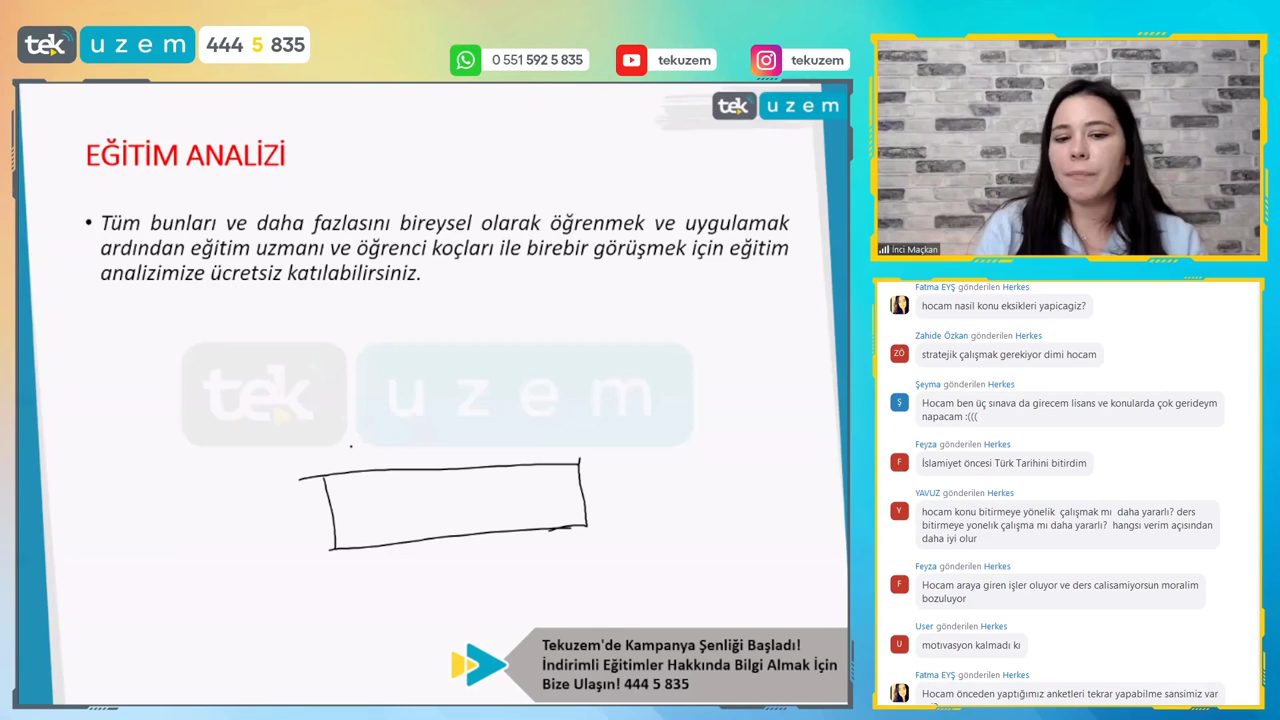 tek uzem 444 5 835
0 551 592 5 835
tekuzem
tekuzem
tek uzem
EĞİTİM ANALİZİ
• Tüm bunları ve daha fazlasını bireysel olarak öğrenmek ve uygulamak
ardından eğitim uzmanı ve öğrenci koçları ile birebir görüşmek için eğitim
analizimize ücretsiz katılabilirsiniz.
tek uzem
Tekuzem'de Kampanya Şenliği Başladı!
İndirimli Eğitimler Hakkında Bilgi Almak İçin
Bize Ulaşın! 444 5 835
İnci Maçkan
Fatma EYŞ gönderilen Herkes
hocam nasil konu eksikleri yapicagiz?
Zahide Özkan gönderilen Herkes
ZÖ
stratejik çalışmak gerekiyor dimi hocam
Şeyma gönderilen Herkes
Ş
Hocam ben üç sınava da girecem lisans ve konularda çok gerideym
napacam :(((
Feyza gönderilen Herkes
F
İslamiyet öncesi Türk Tarihini bitirdim
YAVUZ gönderilen Herkes
Y
hocam konu bitirmeye yönelik çalışmak mı daha yararlı? ders
bitirmeye yonelik çalışma mı daha yararlı? hangsı verim açısından
daha iyi olur
Feyza gönderilen Herkes
F
Hocam araya giren işler oluyor ve ders calisamiyorsun moralim
bozuluyor
User gönderilen Herkes
U
motıvasyon kalmadı kı
Fatma EYŞ gönderilen Herkes
Hocam önceden yaptığımız anketleri tekrar yapabilme sansimiz var